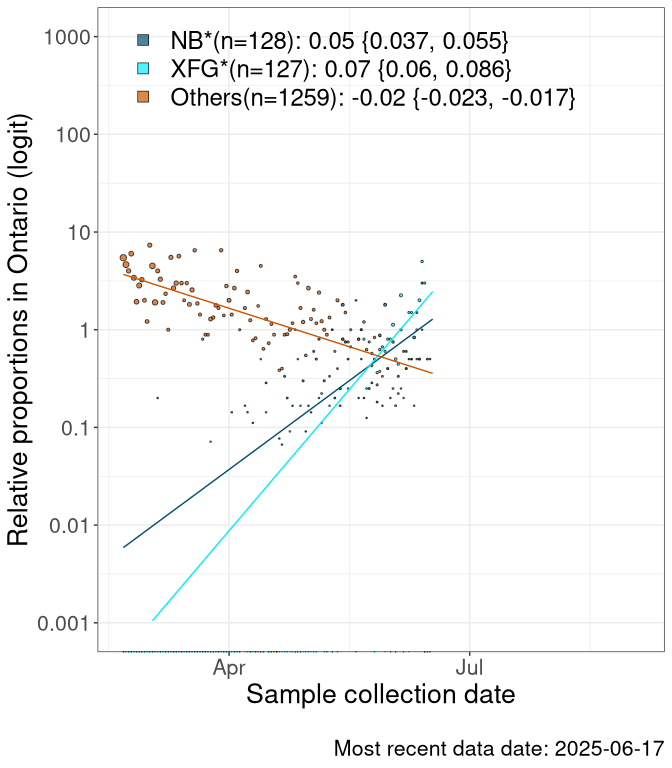 1000
100
10
1
0.1
0.01
0.001
Relative proportions in Ontario (logit)
NB*(n=128): 0.05 {0.037, 0.055}
XFG*(n=127): 0.07 {0.06, 0.086}
Others(n=1259): -0.02 {-0.023, -0.017}
Apr
Jul
Sample collection date
Most recent data date: 2025-06-17